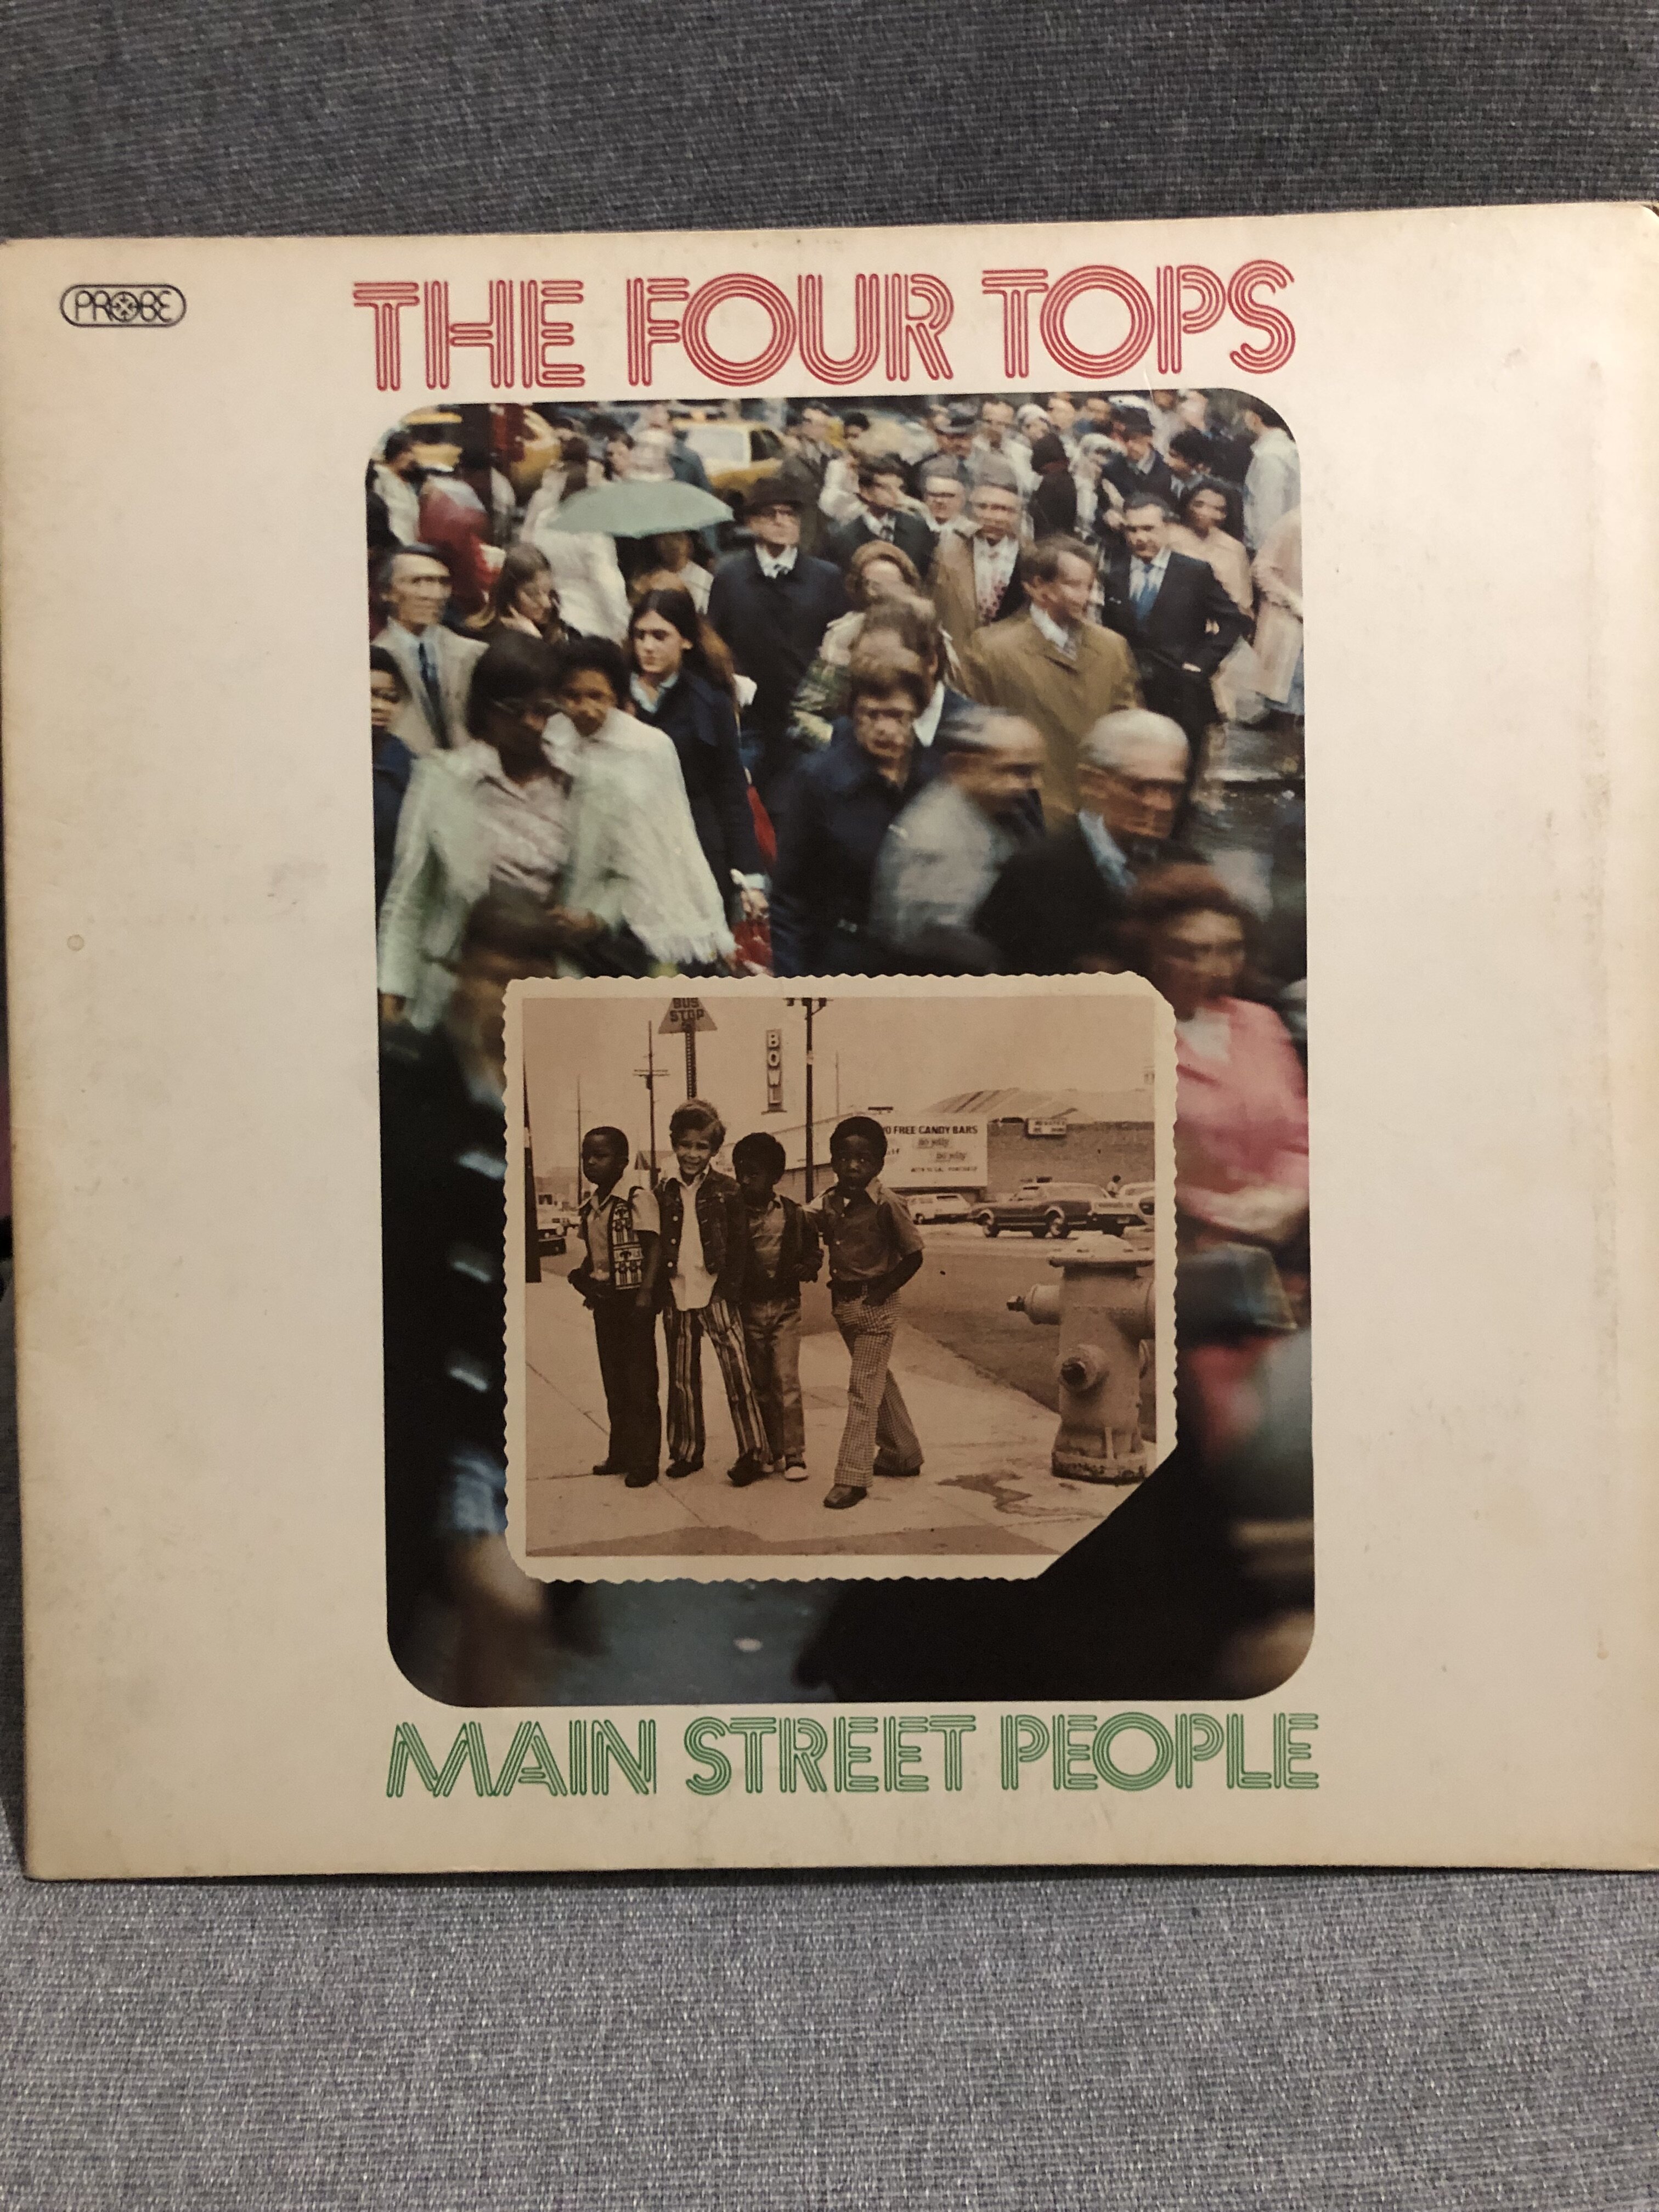 PROBE
THE FOUR TOPS
BUS
STOP
BOWL
FREE CANDY BARS
MAIN STREET PEOPLE